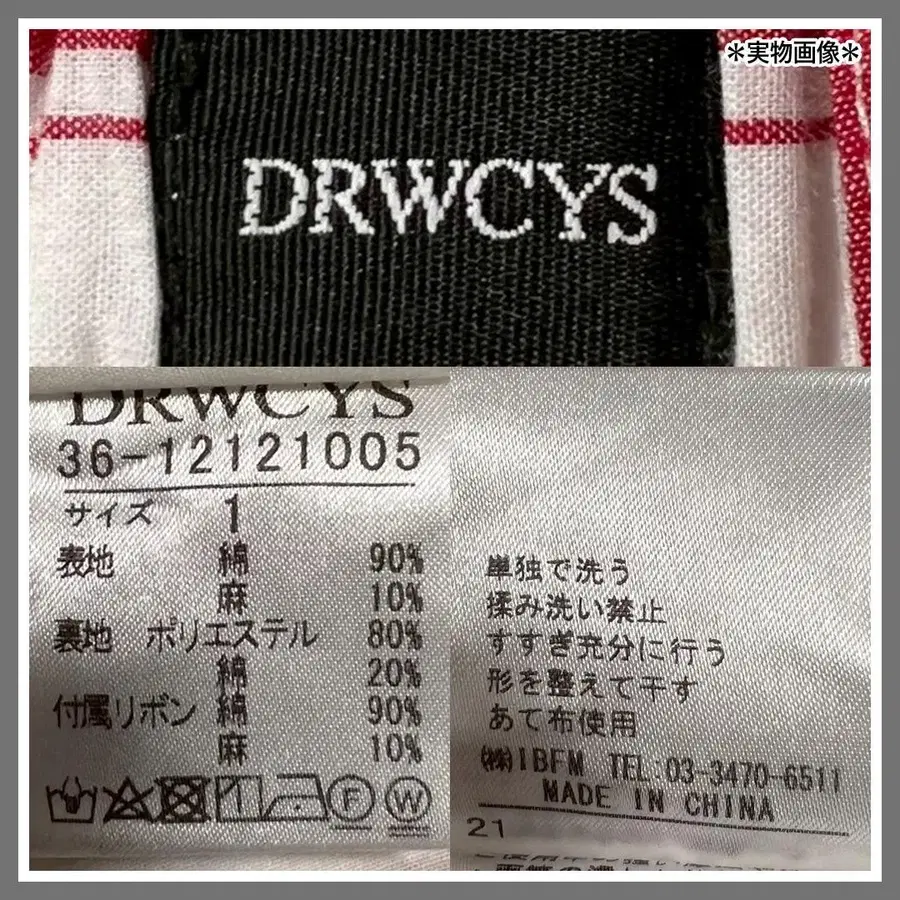 *実物画像*
DRWCYS
DRWCYS
36-12121005
サイズ 1
表地 綿 90%
麻 10%
裏地 ポリエステル 80%
綿 20%
付属リボン 綿 90%
麻 10%
F W
単独で洗う
揉み洗い禁止
すすぎ充分に行う
形を整えて干す
あて布使用
㈱IBFM TEL:03-3470-6511
MADE IN CHINA
21